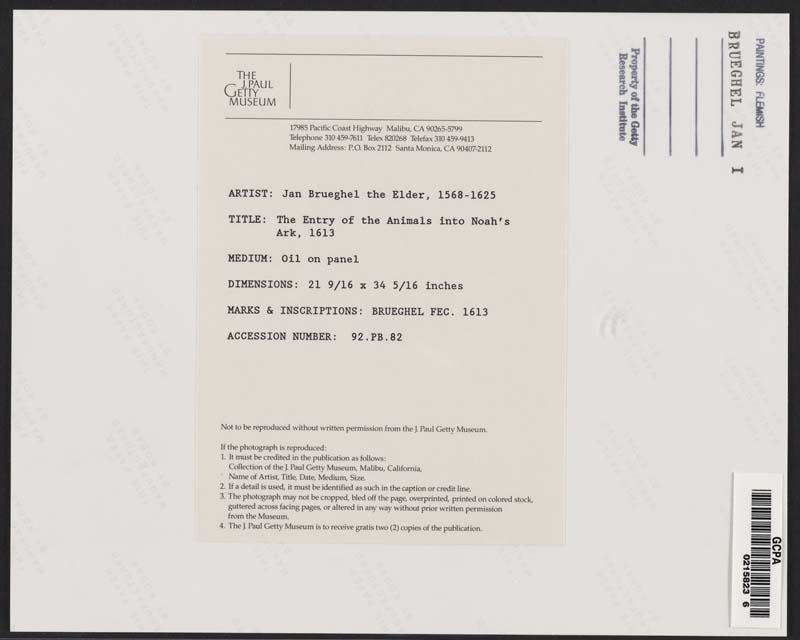 THE
J. PAUL
GETTY
MUSEUM
17985 Pacific Coast Highway Malibu, CA 90265-5799
Telephone 310 459-7611 Telex 820268 Telefax 310 459-9413
Mailing Address: P.O. Box 2112 Santa Monica, CA 90407-2112
ARTIST: Jan Brueghel the Elder, 1568-1625
TITLE: The Entry of the Animals into Noah's
Ark, 1613
MEDIUM: Oil on panel
DIMENSIONS: 21 9/16 x 34 5/16 inches
MARKS & INSCRIPTIONS: BRUEGHEL FEC. 1613
ACCESSION NUMBER: 92.PB.82
Not to be reproduced without written permission from the J. Paul Getty Museum.
If the photograph is reproduced:
1. It must be credited in the publication as follows:
Collection of the J. Paul Getty Museum, Malibu, California,
Name of Artist, Title, Date, Medium, Size.
2. If a detail is used, it must be identified as such in the caption or credit line.
3. The photograph may not be cropped, bled off the page, overprinted, printed on colored stock,
guttered across facing pages, or altered in any way without prior written permission
from the Museum.
4. The J. Paul Getty Museum is to receive gratis two (2) copies of the publication.
PAINTINGS: FLEMISH
BRUEGHEL JAN I
Property of the Getty
Research Institute
GCPA
0215823 6